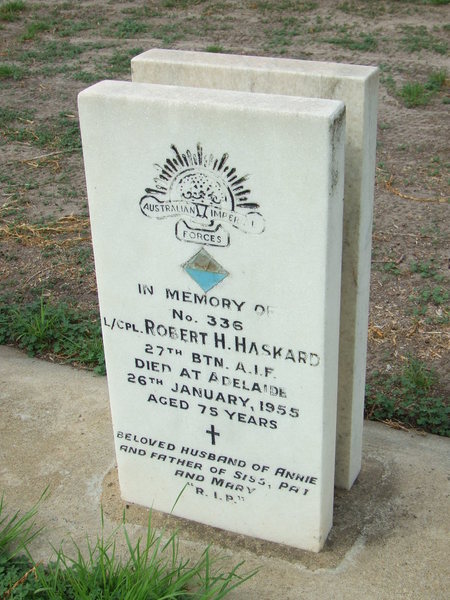 AUSTRALIAN IMPERIAL
FORCES
IN MEMORY OF
No. 336
L/CPL. ROBERT H. HASKARD
27TH BTN. A.I.F.
DIED AT ADELAIDE
26TH JANUARY, 1955
AGED 75 YEARS
BELOVED HUSBAND OF ANNIE
AND FATHER OF SISS, PAT
AND MARY
"R.I.P."